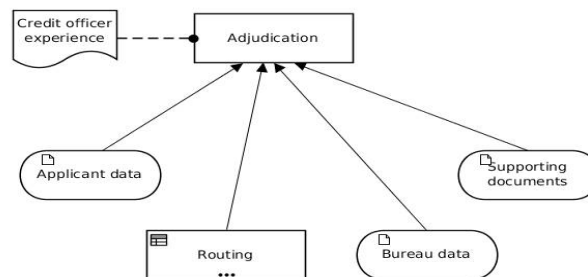 Credit officer
experience
Adjudication
Applicant data
Supporting
documents
Routing
Bureau data